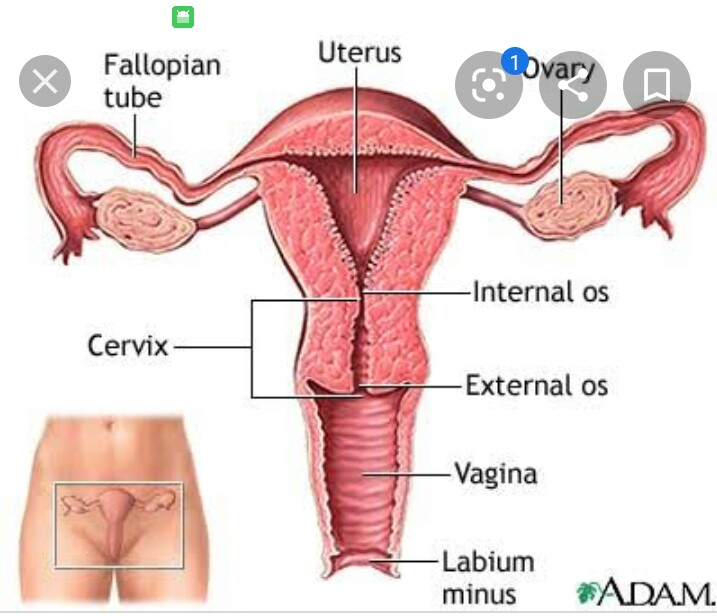 Uterus
1
Ovary
Fallopian
tube
Internal os
Cervix
External os
Vagina
Labium
minus
A.D.A.M.